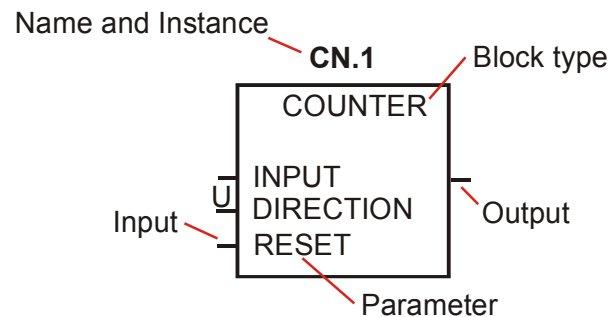 Name and Instance
CN.1
Block type
COUNTER
INPUT
U
DIRECTION
Input
RESET
Output
Parameter